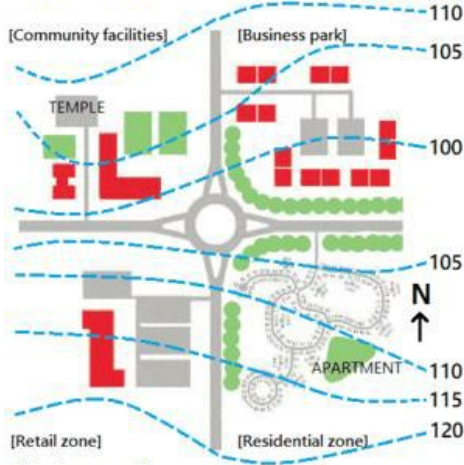 110
[Community facilities]
[Business park]
105
TEMPLE
100
105
N
APARTMENT
110
115
120
[Retail zone]
[Residential zone]